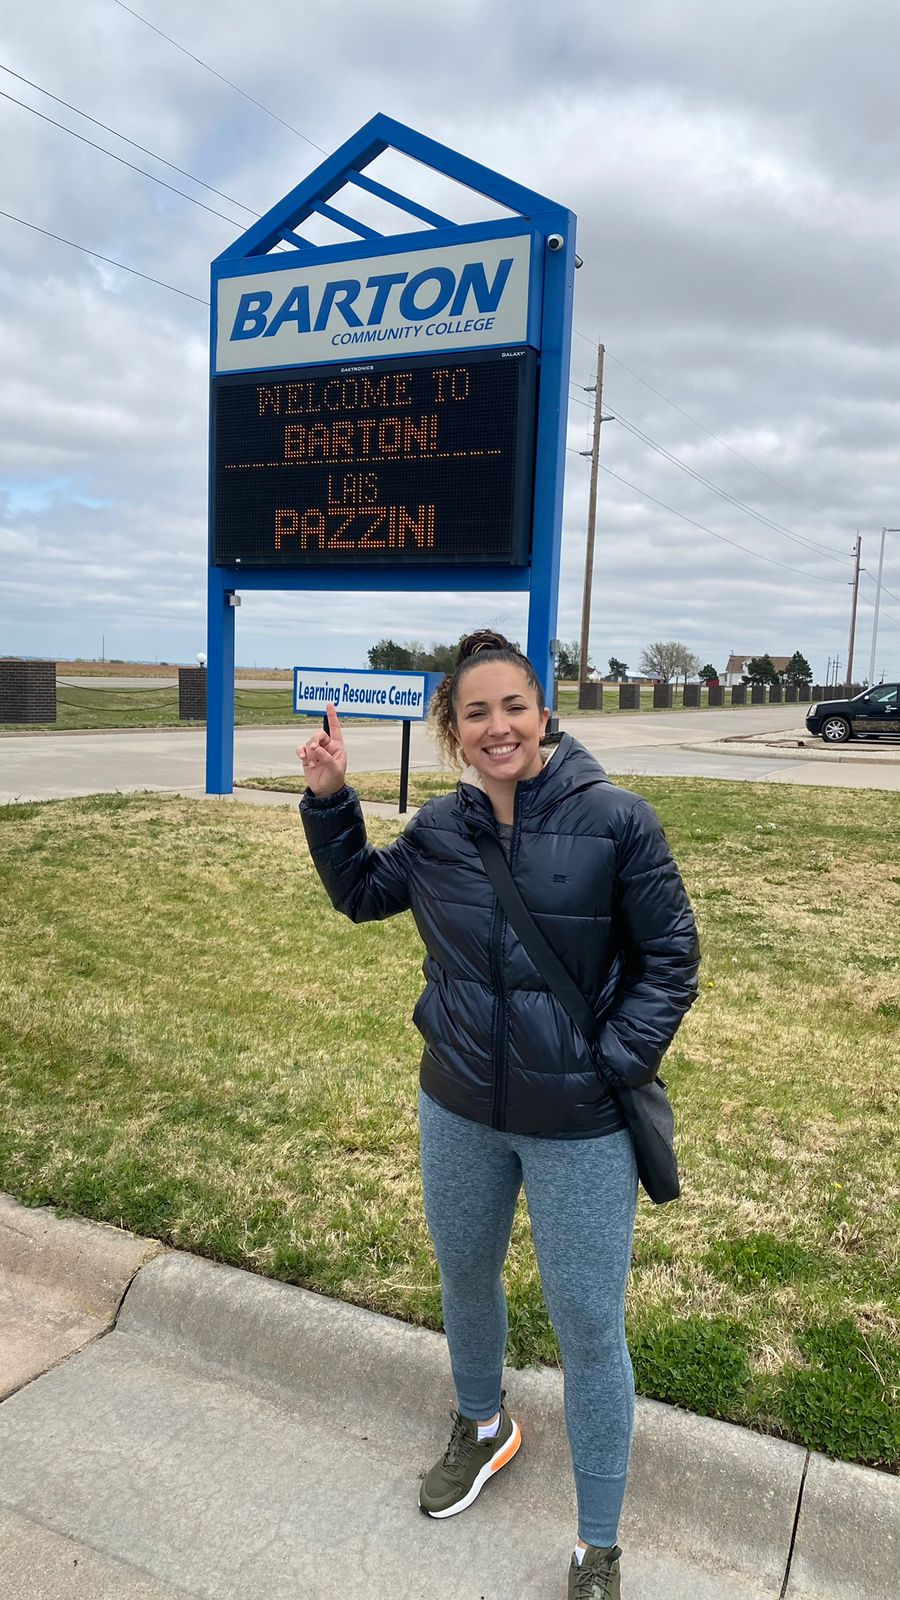 BARTON
COMMUNITY COLLEGE
DAKTRONICS
GALAXY
WELCOME TO
BARTON!
LAIS
PAZZINI
Learning Resource Center